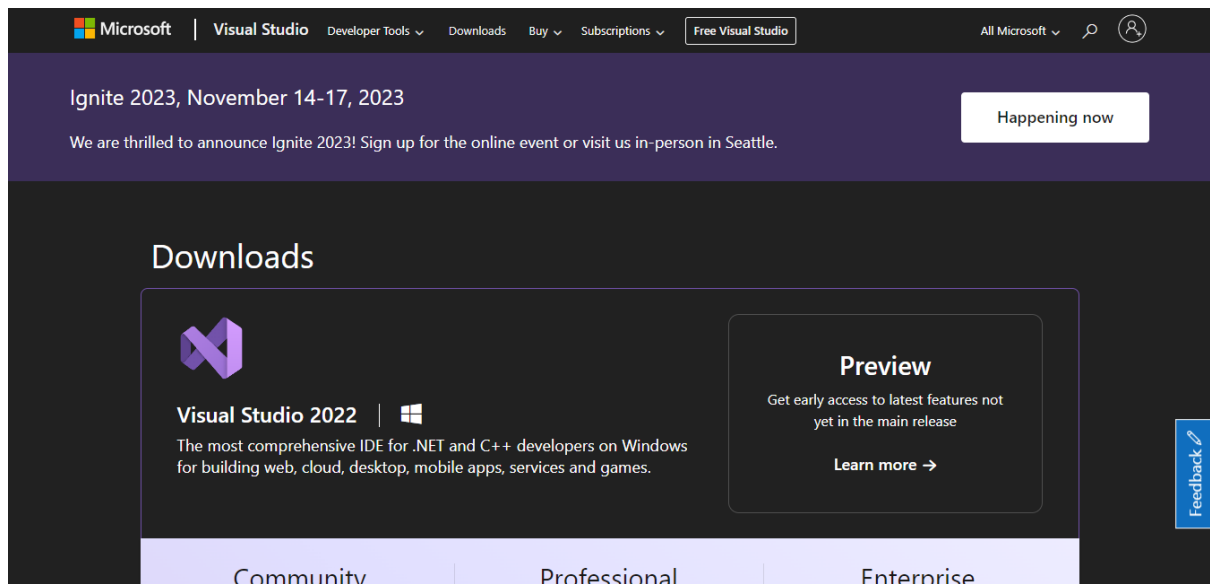 Microsoft Visual Studio Developer Tools Downloads Buy Subscriptions Free Visual Studio All Microsoft
Ignite 2023, November 14-17, 2023
Happening now
We are thrilled to announce Ignite 2023! Sign up for the online event or visit us in-person in Seattle.
Downloads
Visual Studio 2022
The most comprehensive IDE for .NET and C++ developers on Windows
for building web, cloud, desktop, mobile apps, services and games.
Preview
Get early access to latest features not
yet in the main release
Learn more →
Feedback
Community Professional Enterprise